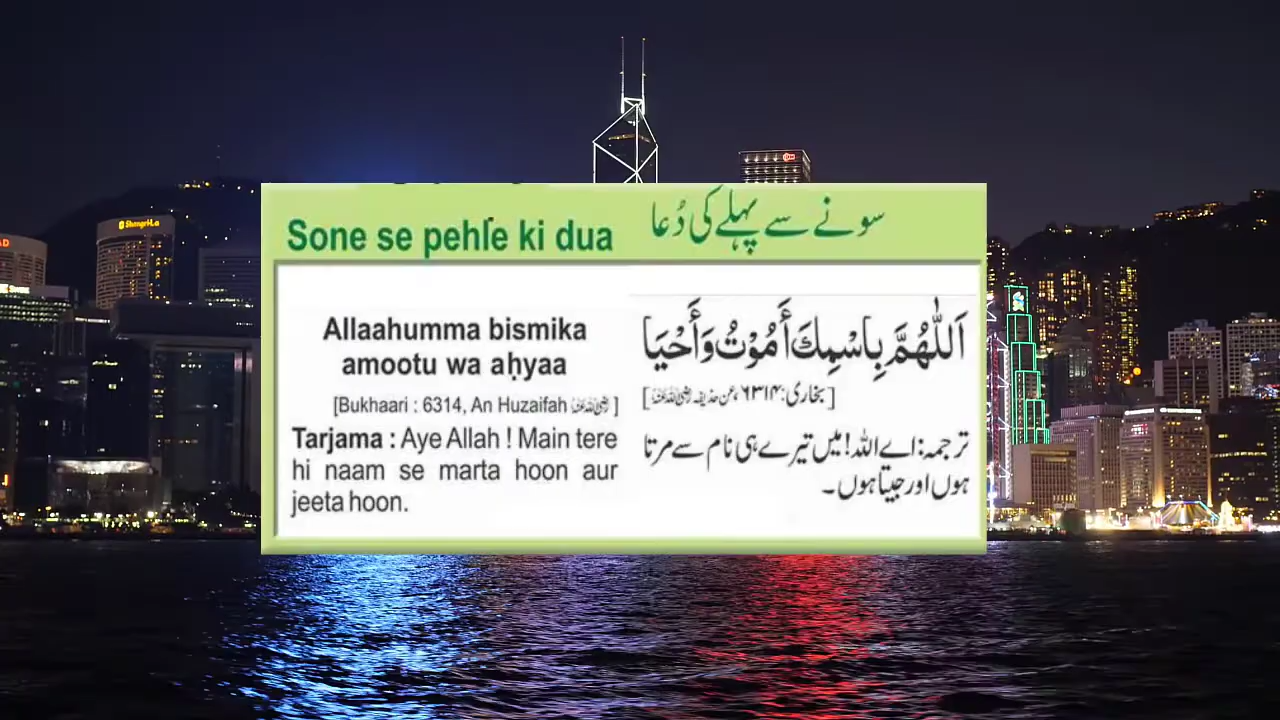 Sone se pehle ki dua
سونے سے پہلے کی دُعا
Allaahumma bismika
amootu wa aḥyaa
[Bukhaari : 6314, An Huzaifah ]
Tarjama : Aye Allah ! Main tere
hi naam se marta hoon aur
jeeta hoon.
اَللّٰهُمَّ بِاسْمِكَ أَمُوْتُ وَأَحْيَا
[بخاری: ۶۳۱۴، عن حذیفہ ]
ترجمہ: اے اللہ! میں تیرے ہی نام سے مرتا
ہوں اور جیتا ہوں۔
Shangri-La